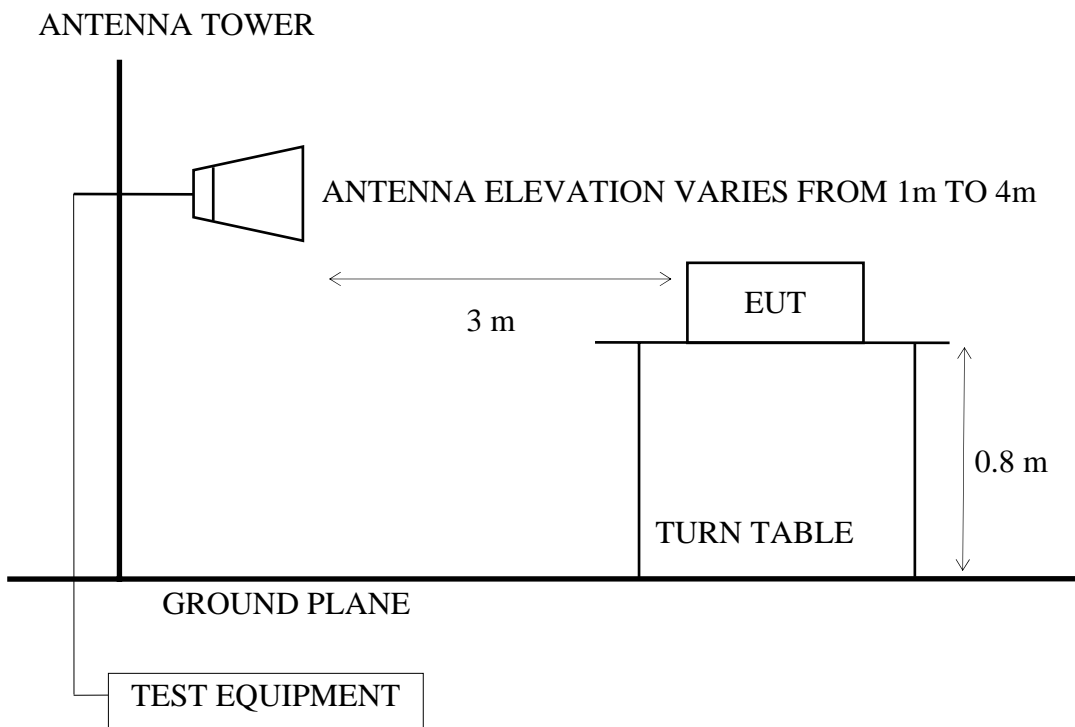 ANTENNA TOWER
ANTENNA ELEVATION VARIES FROM 1m TO 4m
EUT
3 m
0.8 m
TURN TABLE
GROUND PLANE
TEST EQUIPMENT